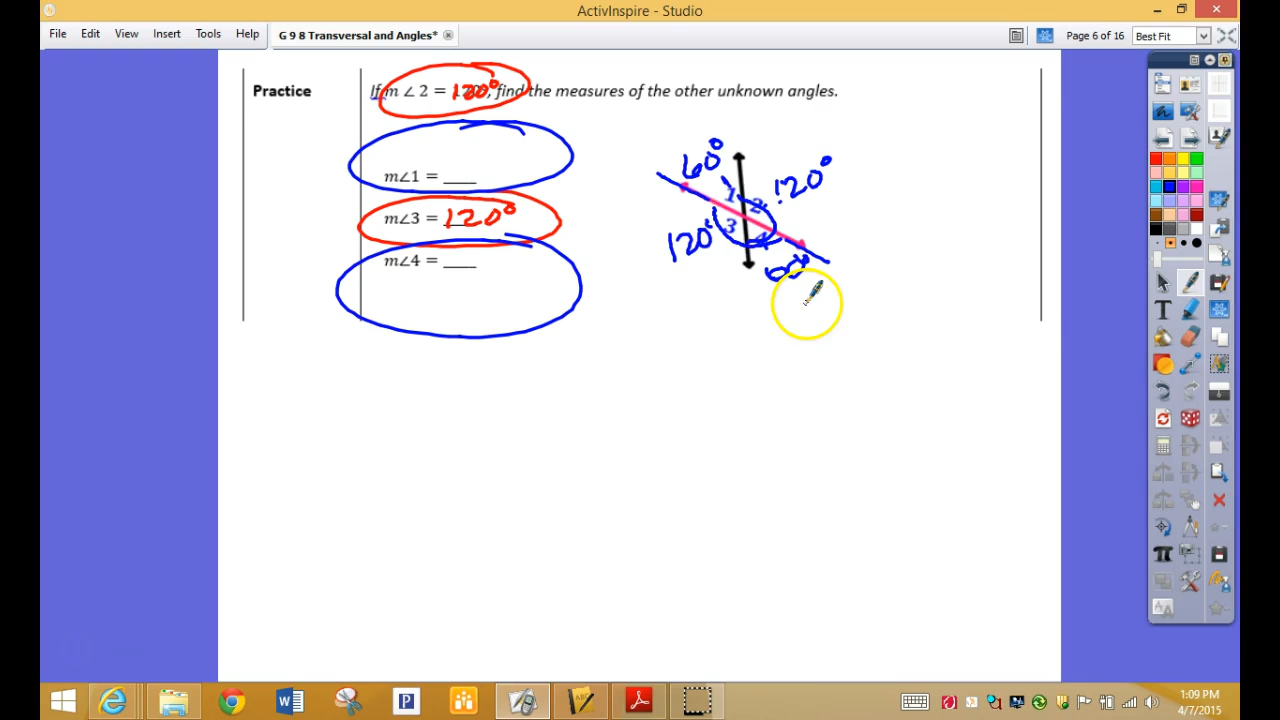 ActivInspire - Studio
File Edit View Insert Tools Help
G 9 8 Transversal and Angles*
Page 6 of 16
Best Fit
Practice
If m ∠ 2 = 120°, find the measures of the other unknown angles.
m∠1 = ____
m∠3 = 120°
m∠4 = ____
60°
120°
1 2
3 4
120°
60°
1:09 PM
4/7/2015